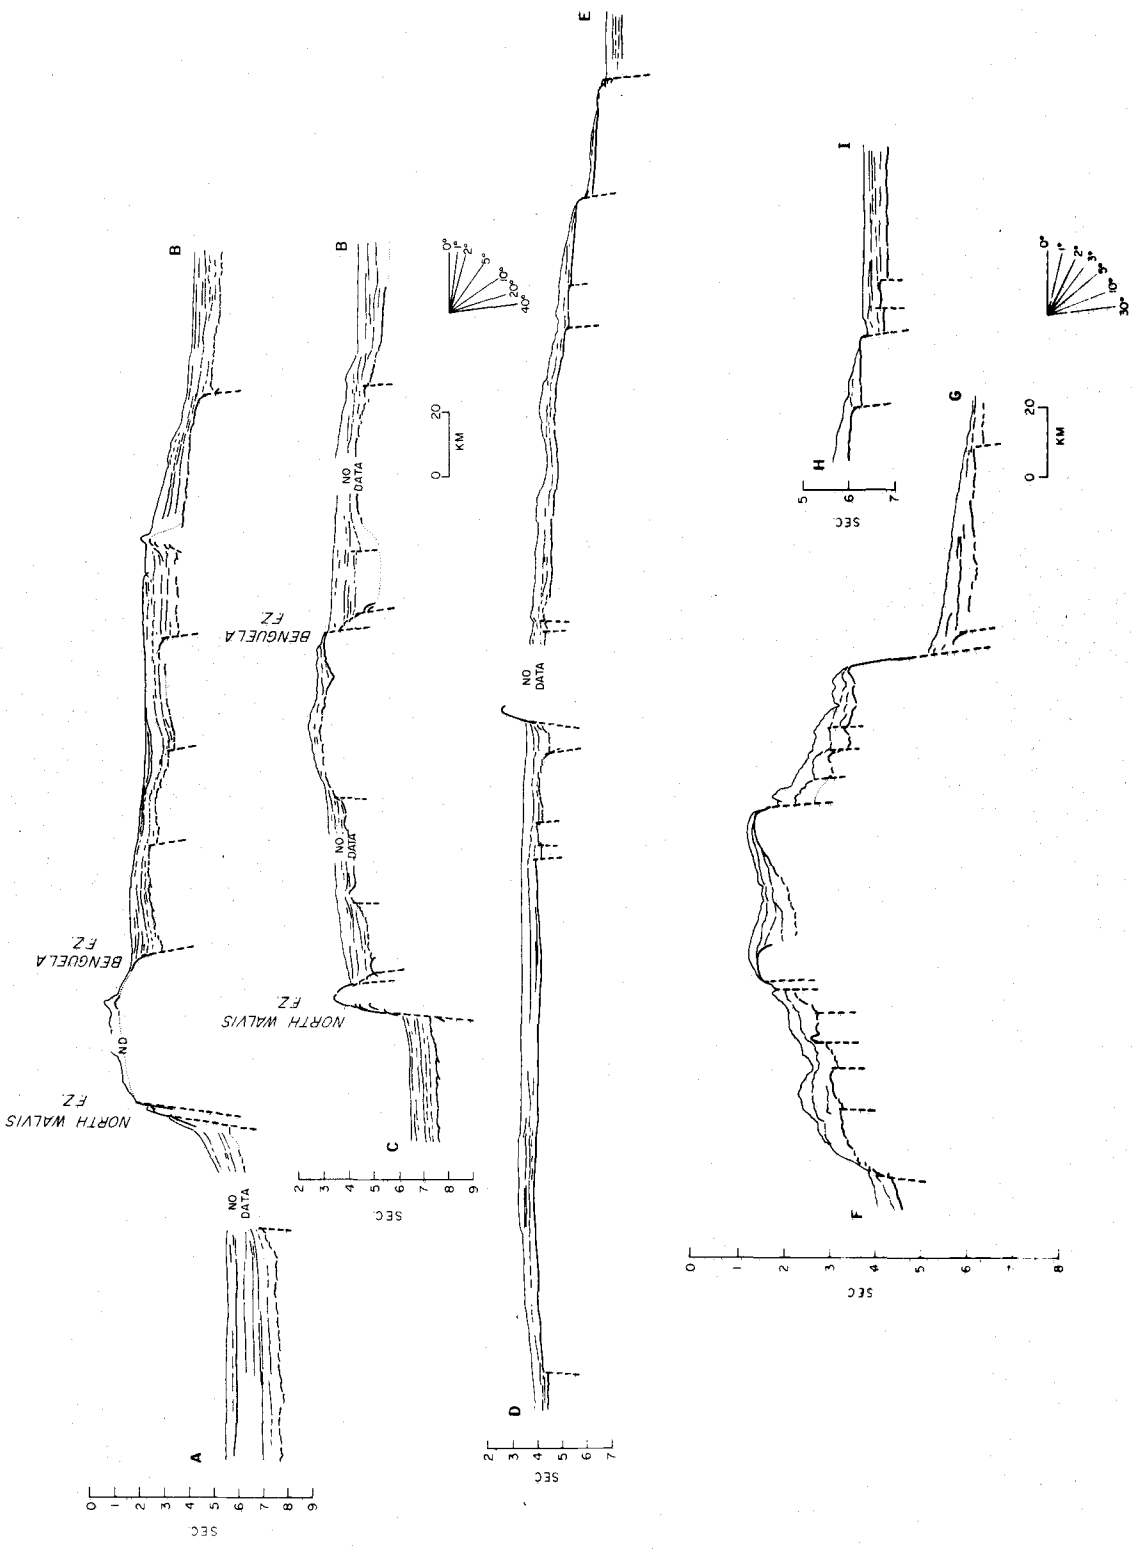 0
1
2
3
4
5
6
7
8
9
SEC
A
NO
DATA
NORTH WALVIS
F.Z.
ND
BENGUELA
F.Z.
B
2
3
4
5
6
7
8
9
SEC
C
NORTH WALVIS
F.Z.
NO
DATA
BENGUELA
F.Z.
NO
DATA
B
0 20
KM
0°
1°
2°
5°
10°
20°
40°
2
3
4
5
6
7
SEC
D
NO
DATA
E
5
6
7
SEC.
H
I
0
1
2
3
4
5
6
7
8
SEC
F
G
0 20
KM
0°
1°
2°
3°
5°
10°
30°